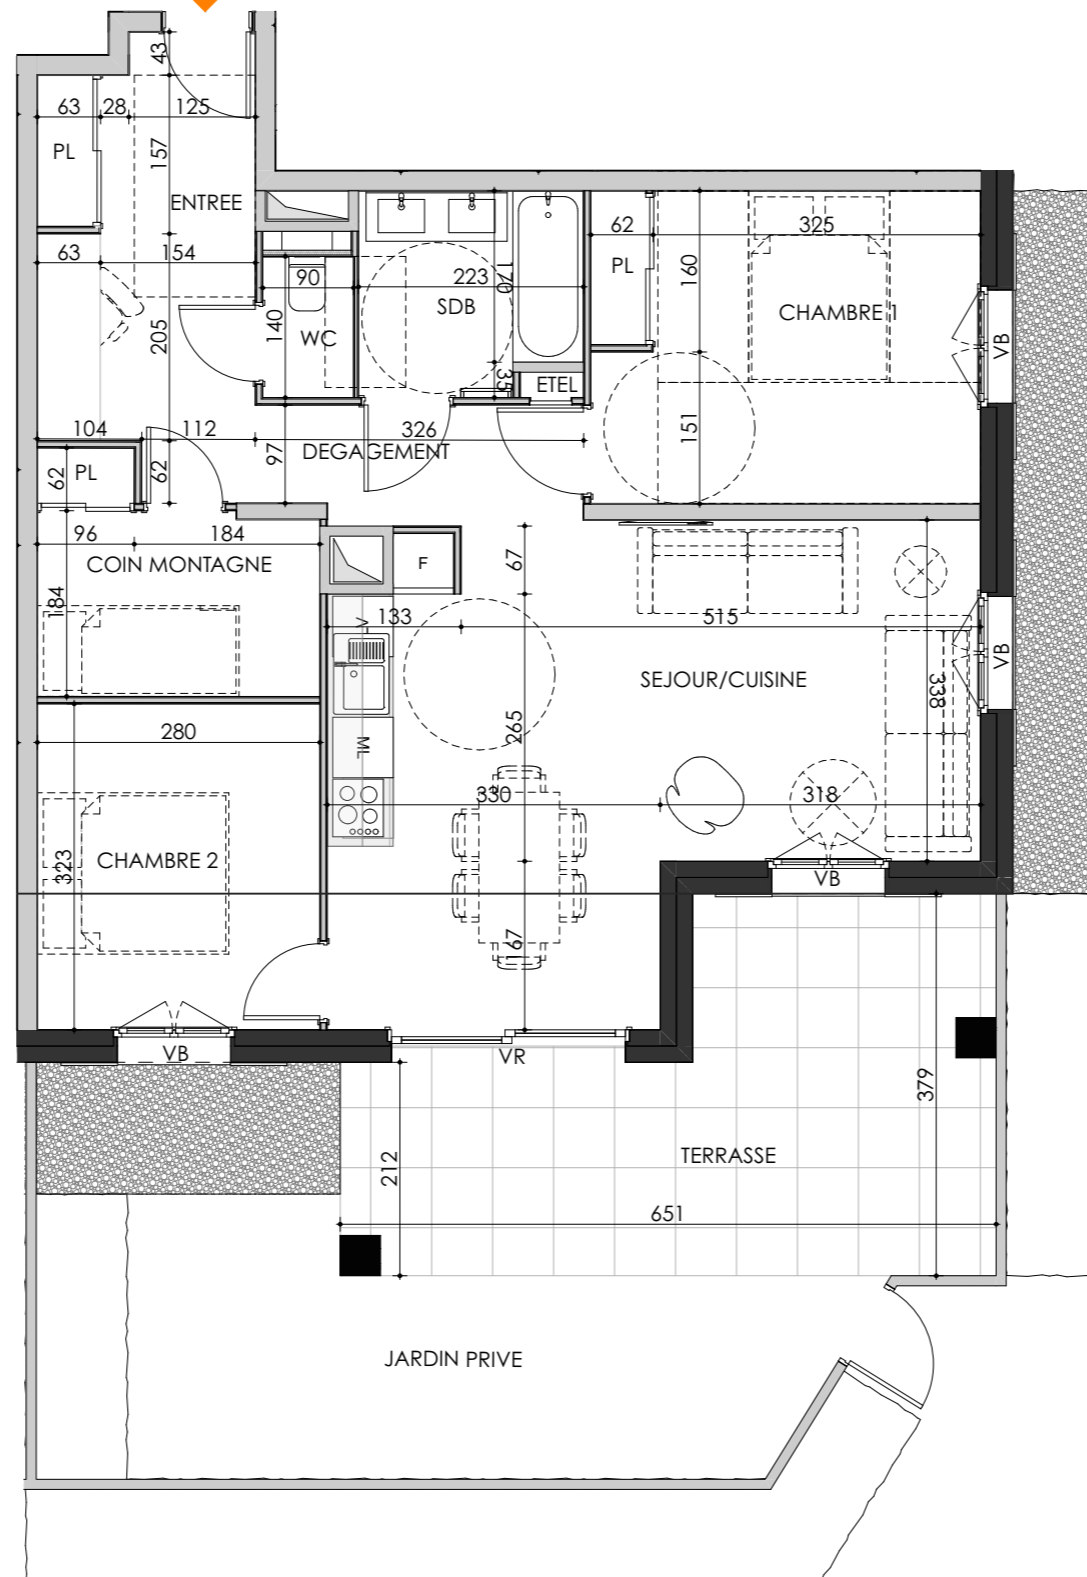 43
63
28
125
PL
157
ENTREE
63
154
205
90
140
WC
223
SDB
170
35
ETEL
62
PL
160
325
CHAMBRE 1
VB
151
104
112
326
DEGAGEMENT
97
62
PL
62
96
184
COIN MONTAGNE
184
F
67
133
515
VB
SEJOUR/CUISINE
338
280
265
ML
330
318
323
CHAMBRE 2
VB
167
VB
VR
379
212
TERRASSE
651
JARDIN PRIVE